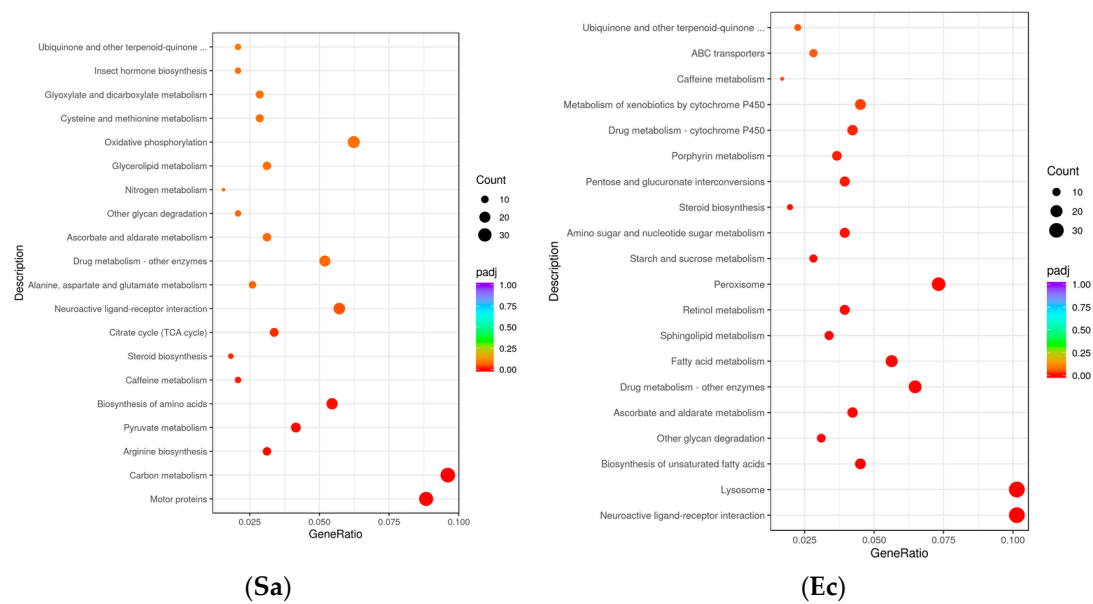 Ubiquinone and other terpenoid-quinone ...
Insect hormone biosynthesis
Glyoxylate and dicarboxylate metabolism
Cysteine and methionine metabolism
Oxidative phosphorylation
Glycerolipid metabolism
Nitrogen metabolism
Other glycan degradation
Ascorbate and aldarate metabolism
Drug metabolism - other enzymes
Alanine, aspartate and glutamate metabolism
Neuroactive ligand-receptor interaction
Citrate cycle (TCA cycle)
Steroid biosynthesis
Caffeine metabolism
Biosynthesis of amino acids
Pyruvate metabolism
Arginine biosynthesis
Carbon metabolism
Motor proteins
Description
0.025 0.050 0.075 0.100
GeneRatio
Count
10
20
30
padj
1.00
0.75
0.50
0.25
0.00
(Sa)
Ubiquinone and other terpenoid-quinone ...
ABC transporters
Caffeine metabolism
Metabolism of xenobiotics by cytochrome P450
Drug metabolism - cytochrome P450
Porphyrin metabolism
Pentose and glucuronate interconversions
Steroid biosynthesis
Amino sugar and nucleotide sugar metabolism
Starch and sucrose metabolism
Peroxisome
Retinol metabolism
Sphingolipid metabolism
Fatty acid metabolism
Drug metabolism - other enzymes
Ascorbate and aldarate metabolism
Other glycan degradation
Biosynthesis of unsaturated fatty acids
Lysosome
Neuroactive ligand-receptor interaction
Description
0.025 0.050 0.075 0.100
GeneRatio
Count
10
20
30
padj
1.00
0.75
0.50
0.25
0.00
(Ec)